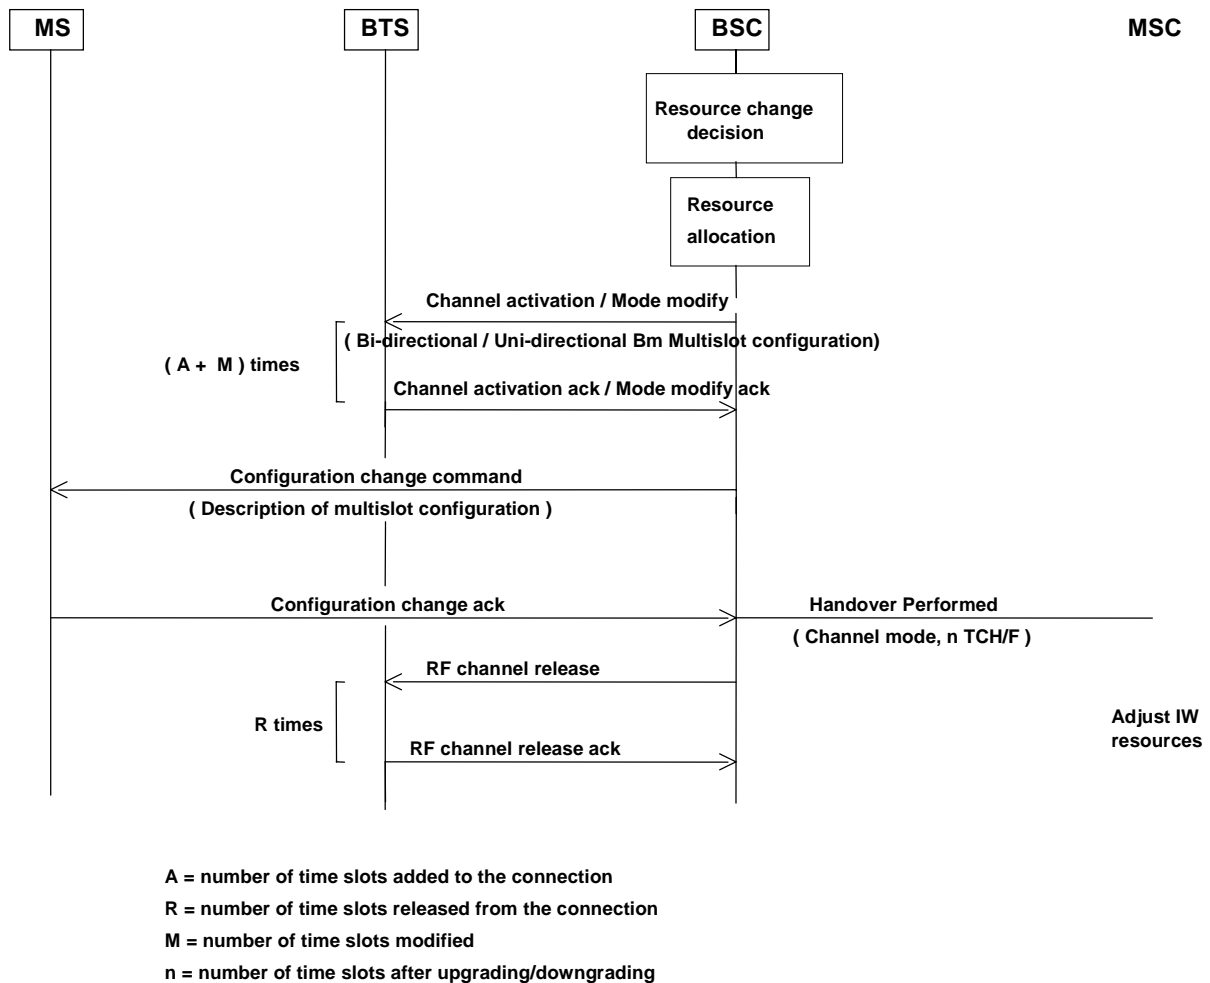 MS
BTS
BSC
MSC
Resource change
decision
Resource
allocation
Channel activation / Mode modify
( Bi-directional / Uni-directional Bm Multislot configuration)
( A + M ) times
Channel activation ack / Mode modify ack
Configuration change command
( Description of multislot configuration )
Configuration change ack
Handover Performed
( Channel mode, n TCH/F )
RF channel release
R times
Adjust IW
resources
RF channel release ack
A = number of time slots added to the connection
R = number of time slots released from the connection
M = number of time slots modified
n = number of time slots after upgrading/downgrading